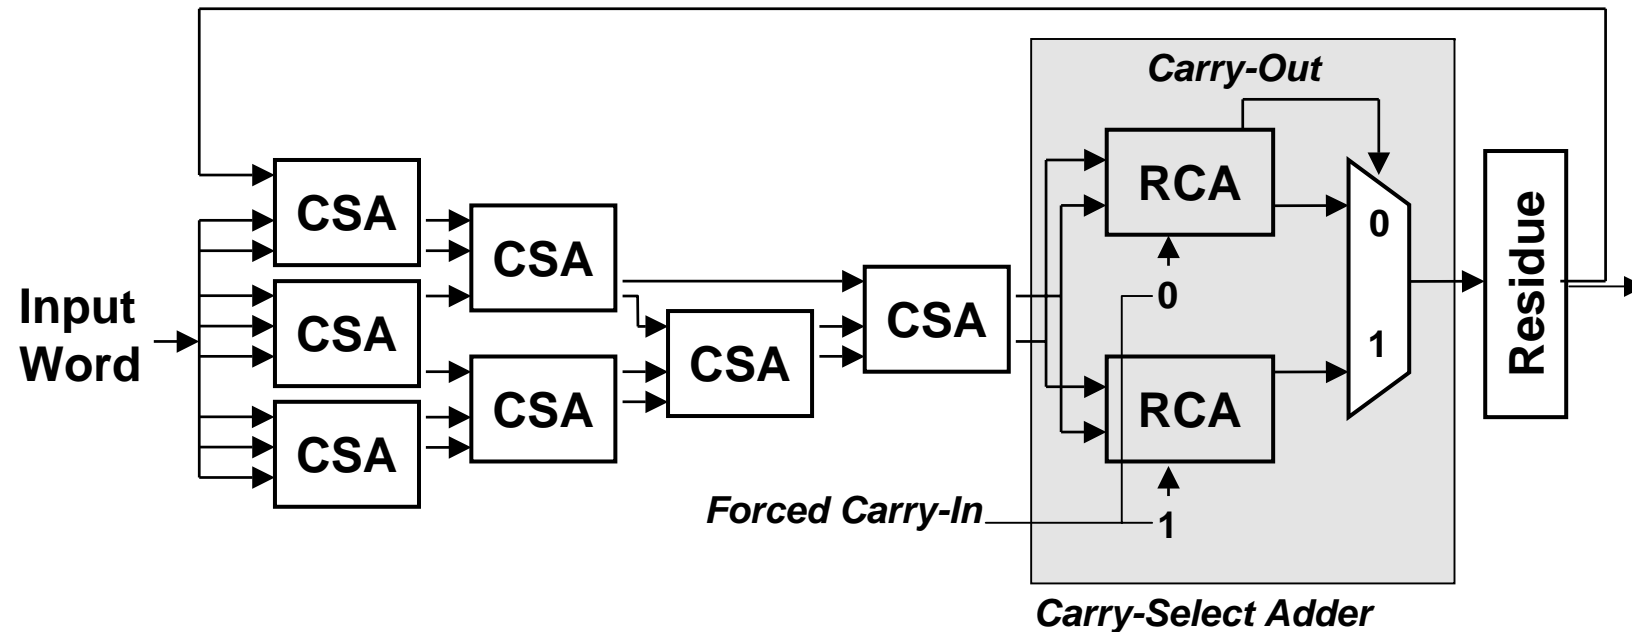 Carry-Out
CSA
RCA
CSA
0
Residue
Input
Word
CSA
0
CSA
1
CSA
CSA
RCA
CSA
Forced Carry-In
1
Carry-Select Adder